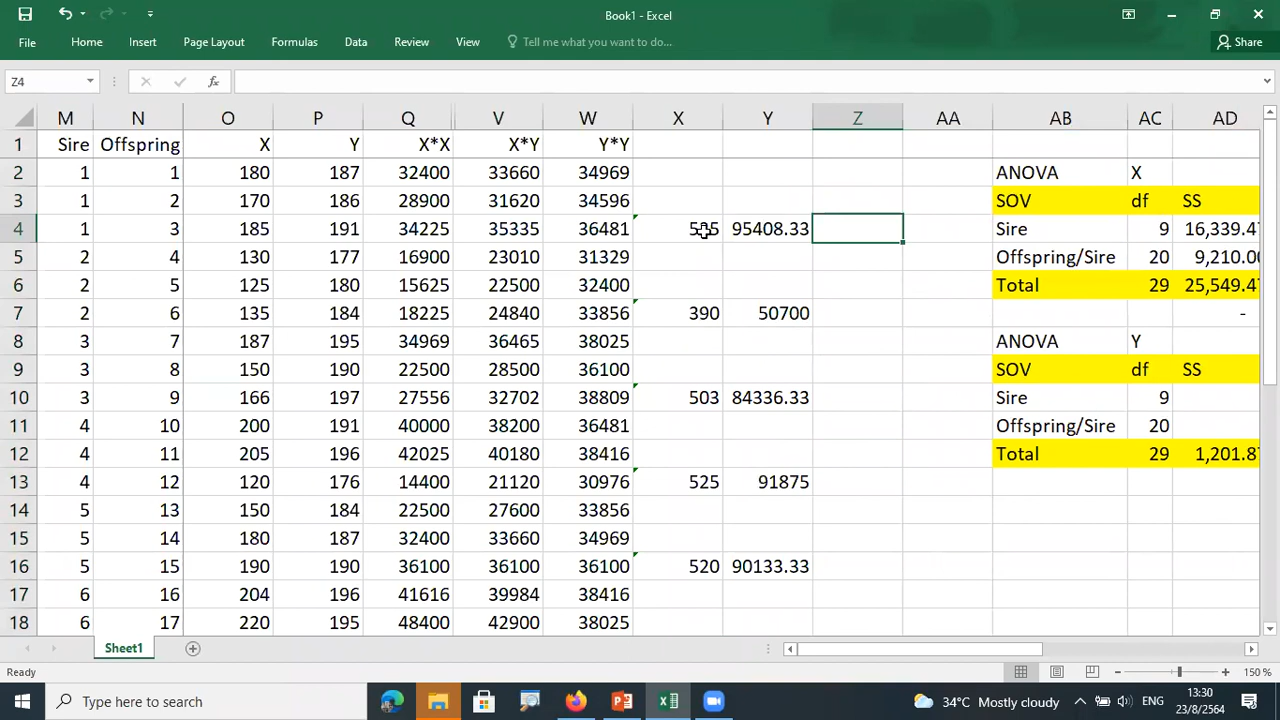 Book1 - Excel
File Home Insert Page Layout Formulas Data Review View Tell me what you want to do... Share
Z4 fx
M N O P Q V W X Y Z AA AB AC AD
1 Sire Offspring X Y X*X X*Y Y*Y
2 1 1 180 187 32400 33660 34969 ANOVA X
3 1 2 170 186 28900 31620 34596 SOV df SS
4 1 3 185 191 34225 35335 36481 535 95408.33 Sire 9 16,339.47
5 2 4 130 177 16900 23010 31329 Offspring/Sire 20 9,210.00
6 2 5 125 180 15625 22500 32400 Total 29 25,549.47
7 2 6 135 184 18225 24840 33856 390 50700 -
8 3 7 187 195 34969 36465 38025 ANOVA Y
9 3 8 150 190 22500 28500 36100 SOV df SS
10 3 9 166 197 27556 32702 38809 503 84336.33 Sire 9
11 4 10 200 191 40000 38200 36481 Offspring/Sire 20
12 4 11 205 196 42025 40180 38416 Total 29 1,201.87
13 4 12 120 176 14400 21120 30976 525 91875
14 5 13 150 184 22500 27600 33856
15 5 14 180 187 32400 33660 34969
16 5 15 190 190 36100 36100 36100 520 90133.33
17 6 16 204 196 41616 39984 38416
18 6 17 220 195 48400 42900 38025
Sheet1
Ready 150 %
Type here to search 34°C Mostly cloudy ENG 13:30
23/8/2564